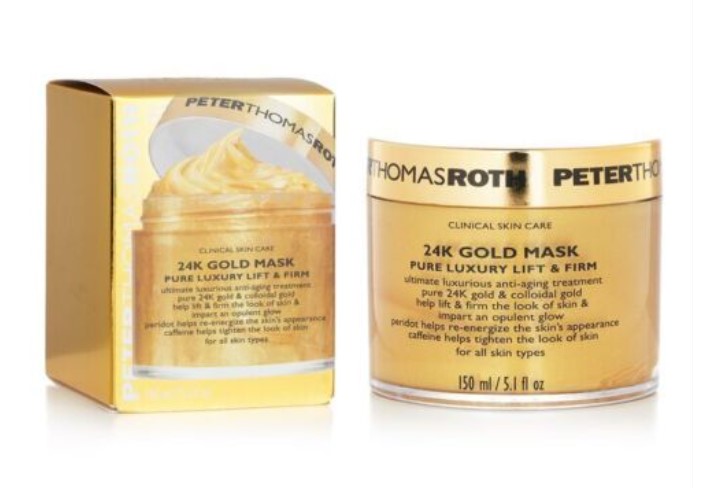 PETERTHOMASROT
CLINICAL SKIN CARE
24K GOLD MASK
PURE LUXURY LIFT & FIRM
ultimate luxurious anti-aging treatment
pure 24K gold & colloidal gold
help lift & firm the look of skin &
impart an opulent glow
peridot helps re-energize the skin's appearance
caffeine helps tighten the look of skin
for all skin types
THOMASROTH PETERTHO
CLINICAL SKIN CARE
24K GOLD MASK
PURE LUXURY LIFT & FIRM
ultimate luxurious anti-aging treatment
pure 24K gold & colloidal gold
help lift & firm the look of skin &
impart an opulent glow
peridot helps re-energize the skin's appearance
caffeine helps tighten the look of skin
for all skin types
150 ml / 5.1 fl oz